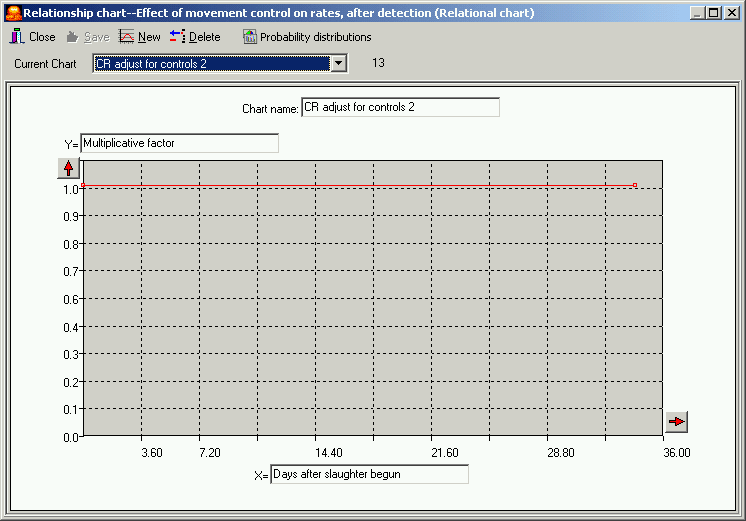 Relationship chart--Effect of movement control on rates, after detection (Relational chart)
Close Save New Delete Probability distributions
Current Chart CR adjust for controls 2 13
Chart name: CR adjust for controls 2
Y= Multiplicative factor
1.0
0.9
0.8
0.7
0.6
0.5
0.4
0.3
0.2
0.1
0.0
3.60 7.20 14.40 21.60 28.80 36.00
X= Days after slaughter begun